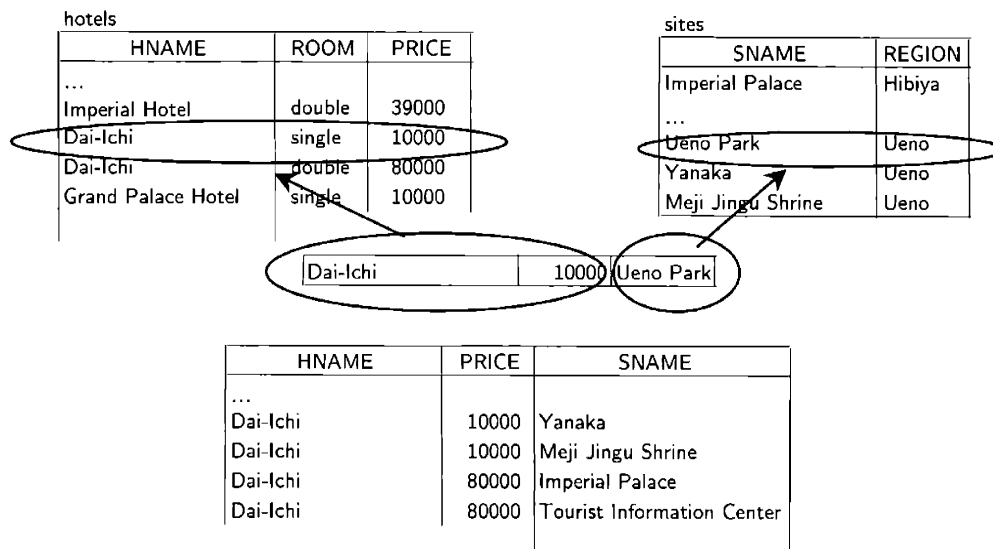 hotels
HNAME ROOM PRICE
...
Imperial Hotel double 39000
Dai-Ichi single 10000
Dai-Ichi double 80000
Grand Palace Hotel single 10000
sites
SNAME REGION
Imperial Palace Hibiya
...
Ueno Park Ueno
Yanaka Ueno
Meji Jingu Shrine Ueno
Dai-Ichi 10000 Ueno Park
HNAME PRICE SNAME
...
Dai-Ichi 10000 Yanaka
Dai-Ichi 10000 Meji Jingu Shrine
Dai-Ichi 80000 Imperial Palace
Dai-Ichi 80000 Tourist Information Center